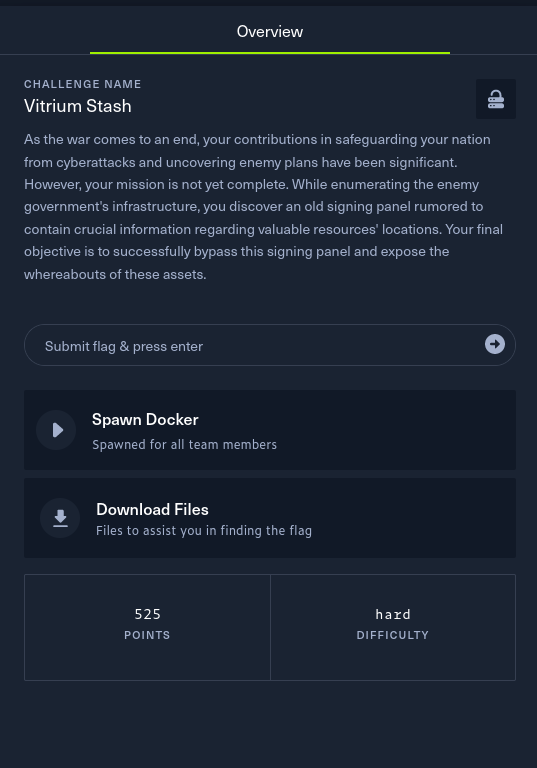 Overview
CHALLENGE NAME
Vitrium Stash
As the war comes to an end, your contributions in safeguarding your nation
from cyberattacks and uncovering enemy plans have been significant.
However, your mission is not yet complete. While enumerating the enemy
government's infrastructure, you discover an old signing panel rumored to
contain crucial information regarding valuable resources' locations. Your final
objective is to successfully bypass this signing panel and expose the
whereabouts of these assets.
Submit flag & press enter
Spawn Docker
Spawned for all team members
Download Files
Files to assist you in finding the flag
525
POINTS
hard
DIFFICULTY